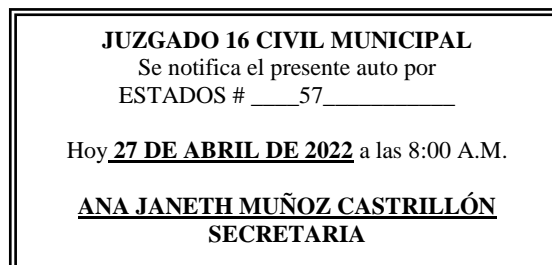 JUZGADO 16 CIVIL MUNICIPAL
Se notifica el presente auto por
ESTADOS # ____57___________
Hoy 27 DE ABRIL DE 2022 a las 8:00 A.M.
ANA JANETH MUÑOZ CASTRILLÓN
SECRETARIA